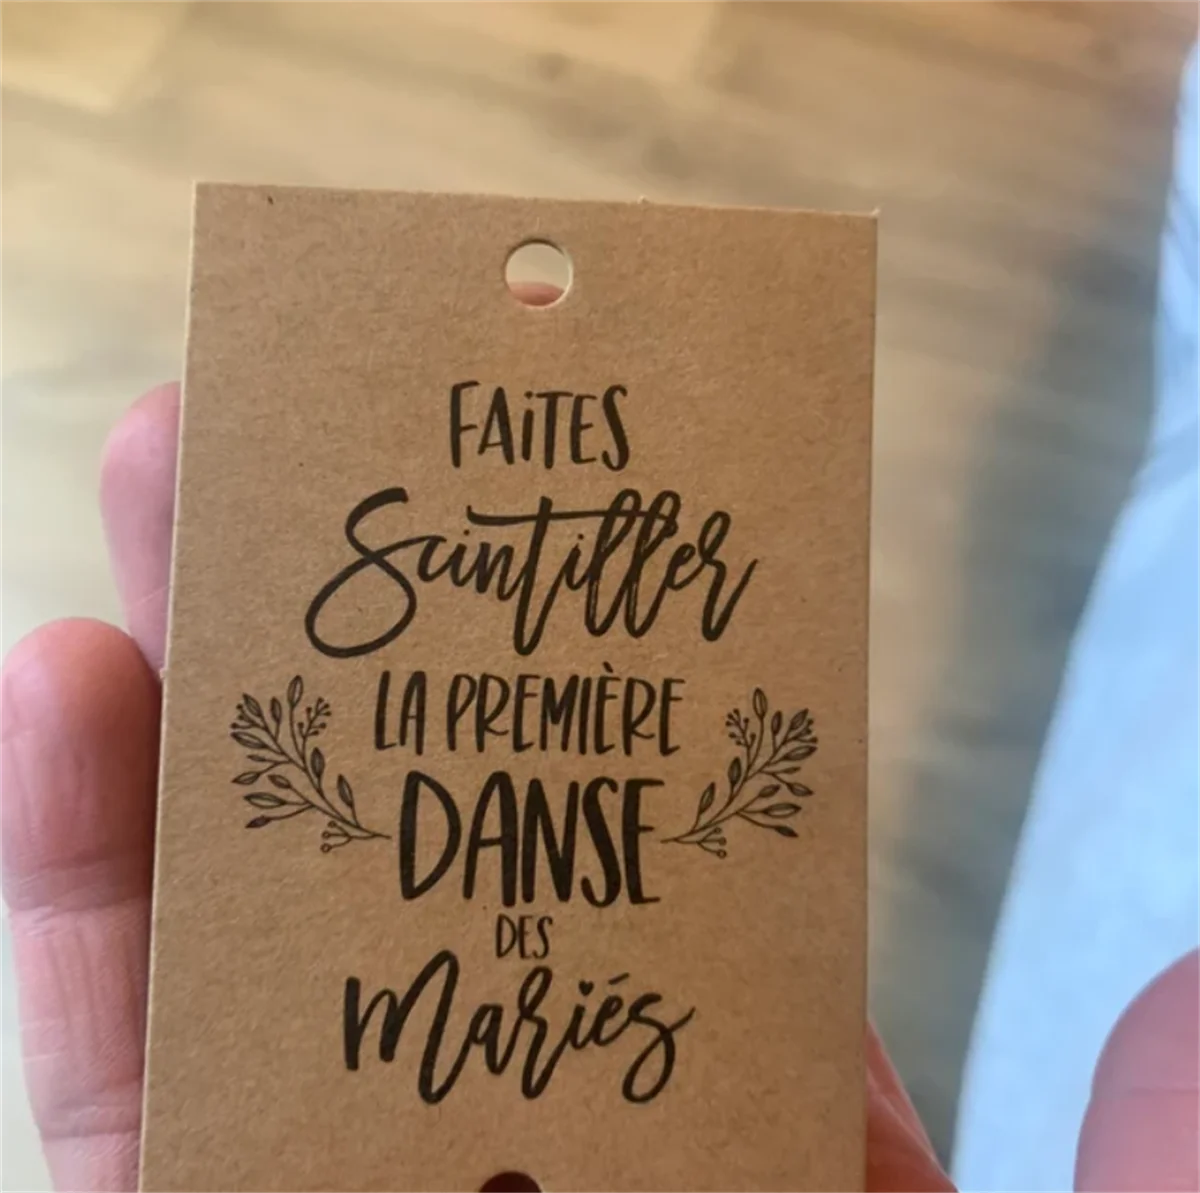 FAiTES
Scintiller
LA PREMIÈRE
DANSE
DES
Mariés